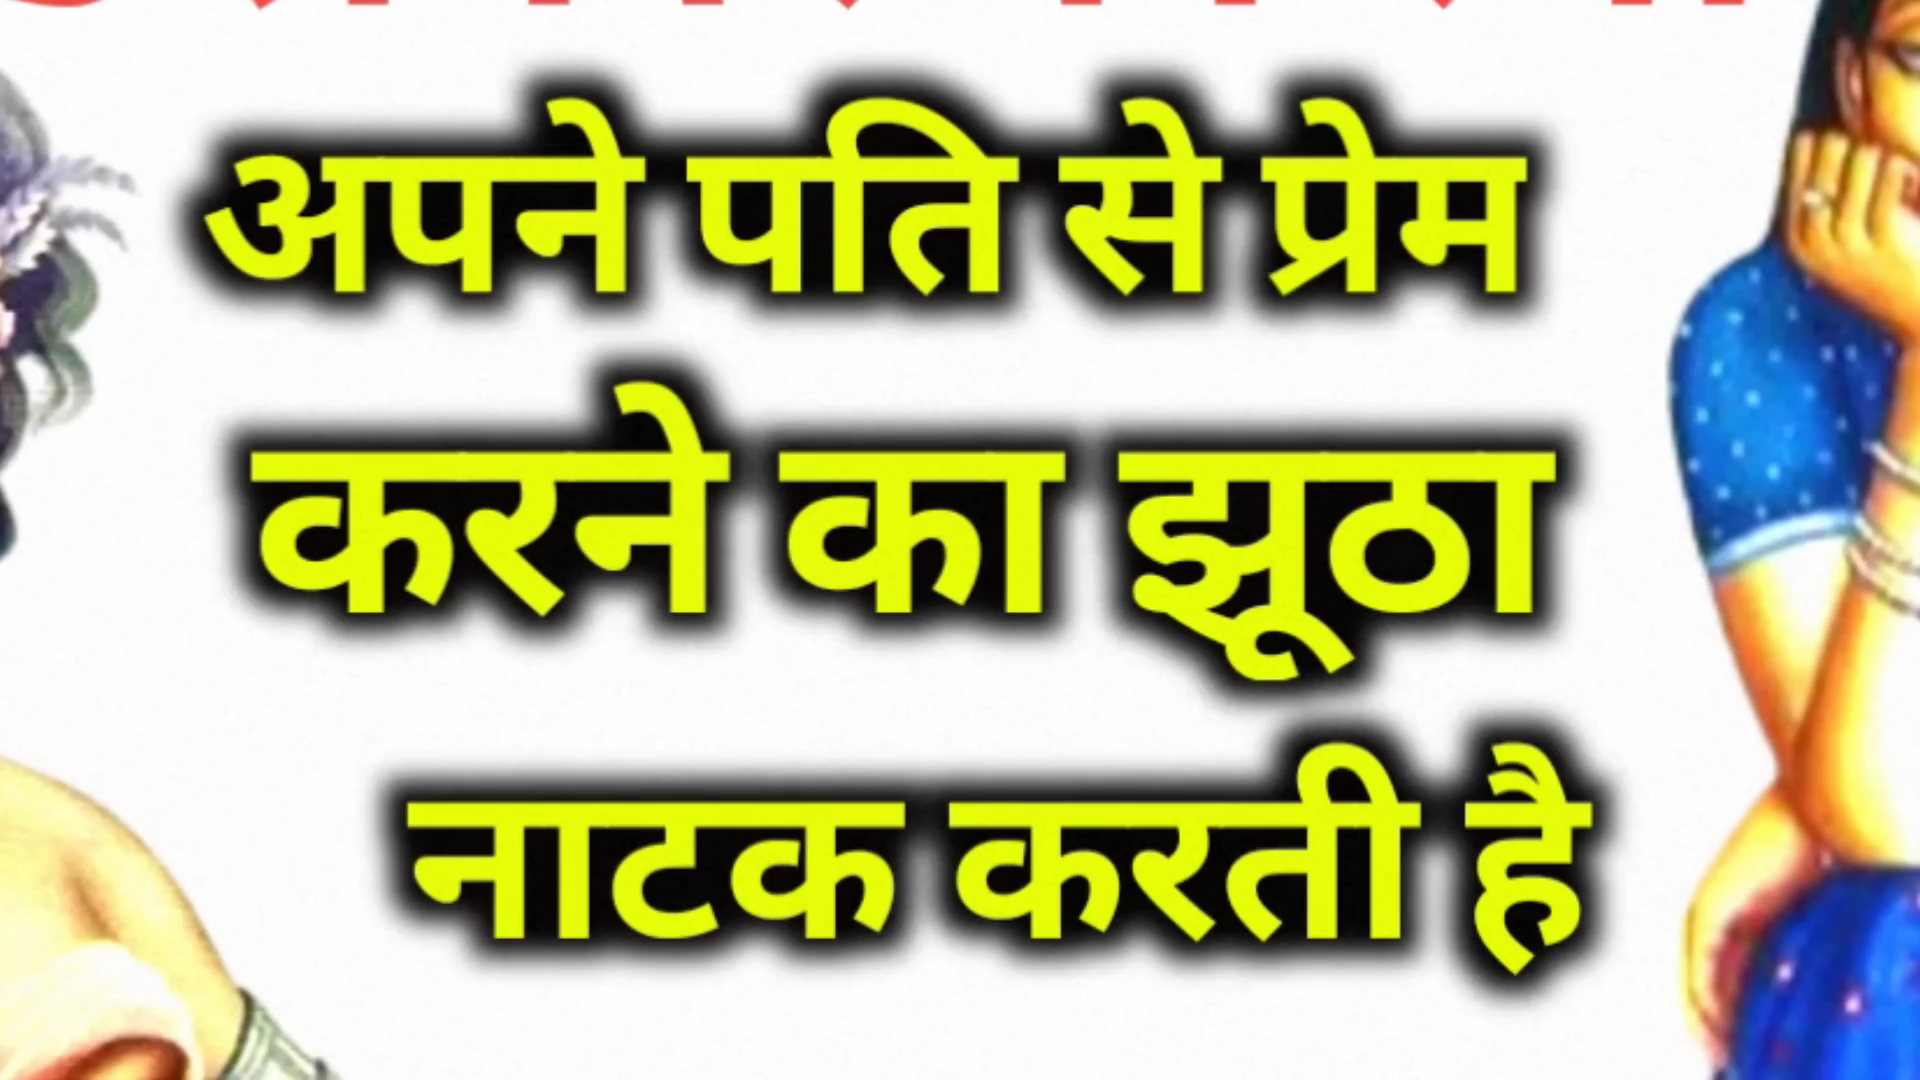 अपने पति से प्रेम
करने का झूठा
नाटक करती है